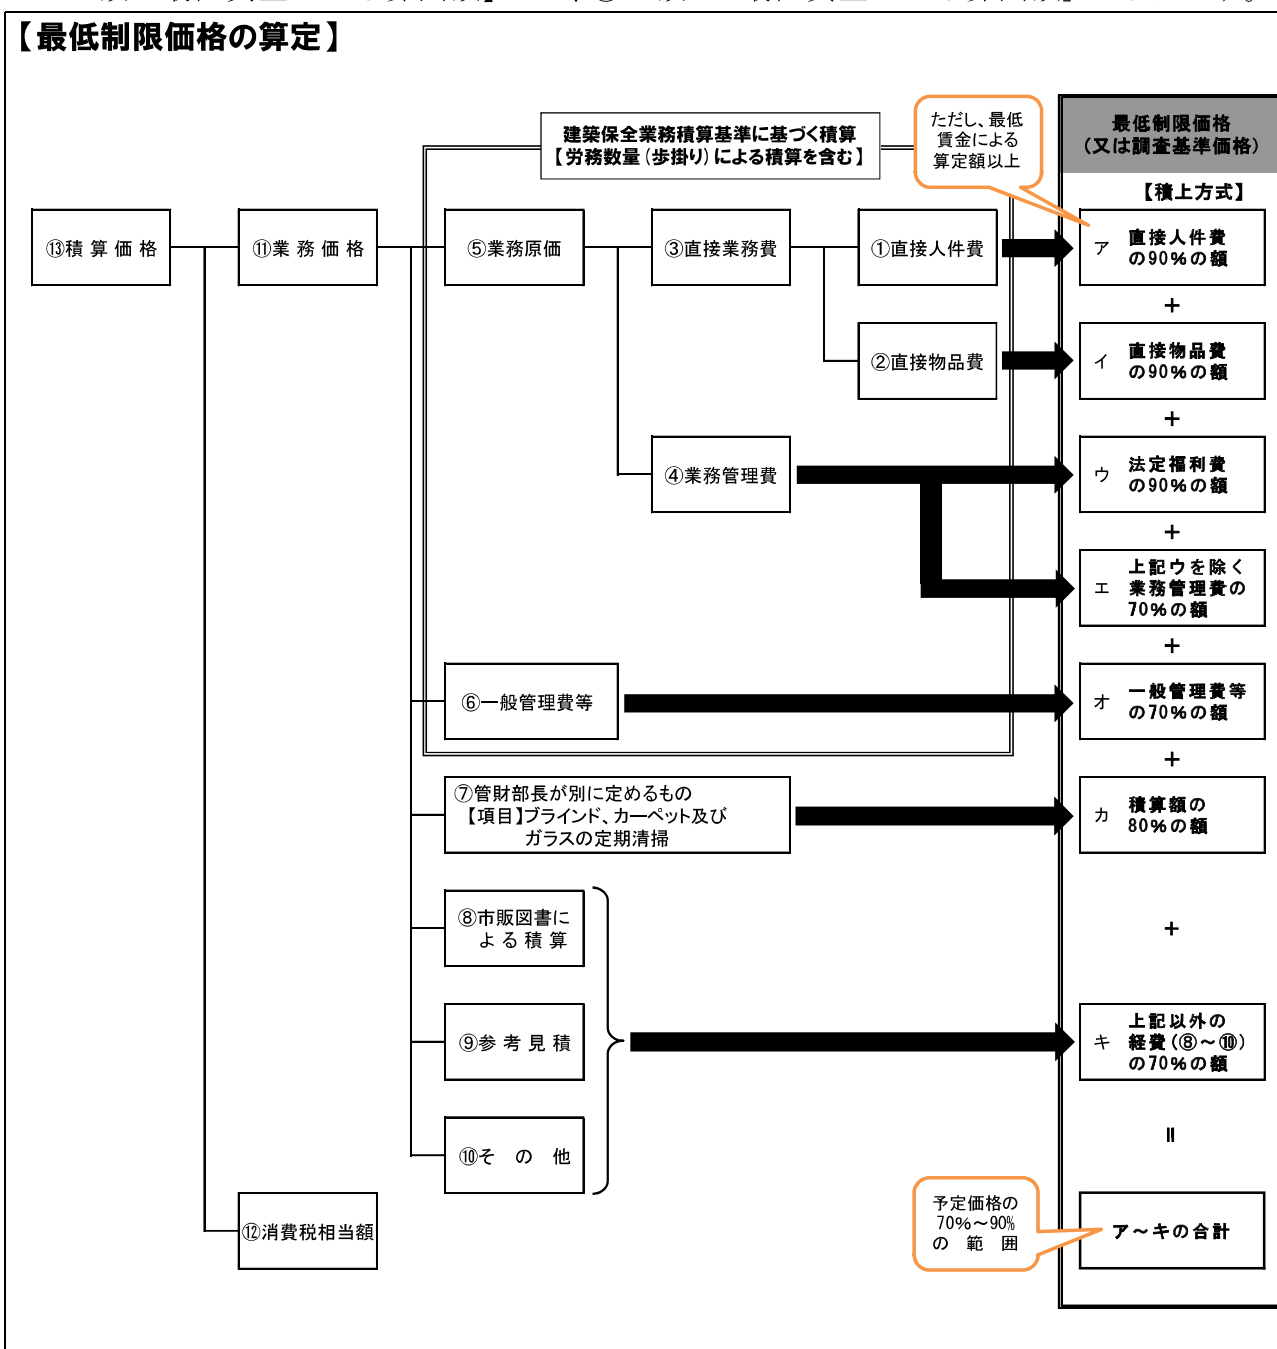 【最低制限価格の算定】
建築保全業務積算基準に基づく積算
【労務数量(歩掛り)による積算を含む】
ただし、最低
賃金による
算定額以上
最低制限価格
(又は調査基準価格)
【積上方式】
⑬積算価格
⑪業務価格
⑤業務原価
③直接業務費
①直接人件費
ア 直接人件費
の90%の額
+
②直接物品費
イ 直接物品費
の90%の額
+
④業務管理費
ウ 法定福利費
の90%の額
+
エ 上記ウを除く
業務管理費の
70%の額
+
⑥一般管理費等
オ 一般管理費等
の70%の額
+
⑦管財部長が別に定めるもの
【項目】ブラインド、カーペット及び
ガラスの定期清掃
カ 積算額の
80%の額
+
⑧市販図書に
よる積算
⑨参考見積
キ 上記以外の
経費(⑧~⑩)
の70%の額
=
⑩その他
⑫消費税相当額
予定価格の
70%~90%
の範囲
ア~キの合計